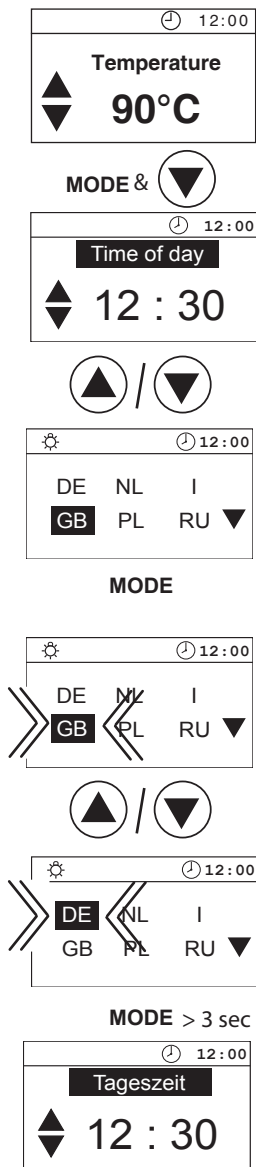 12:00
Temperature
90°C
MODE &
12:00
Time of day
12 : 30
/
12:00
DE NL I
GB PL RU
MODE
12:00
DE NL I
GB PL RU
/
12:00
DE NL I
GB PL RU
MODE > 3 sec
12:00
Tageszeit
12 : 30